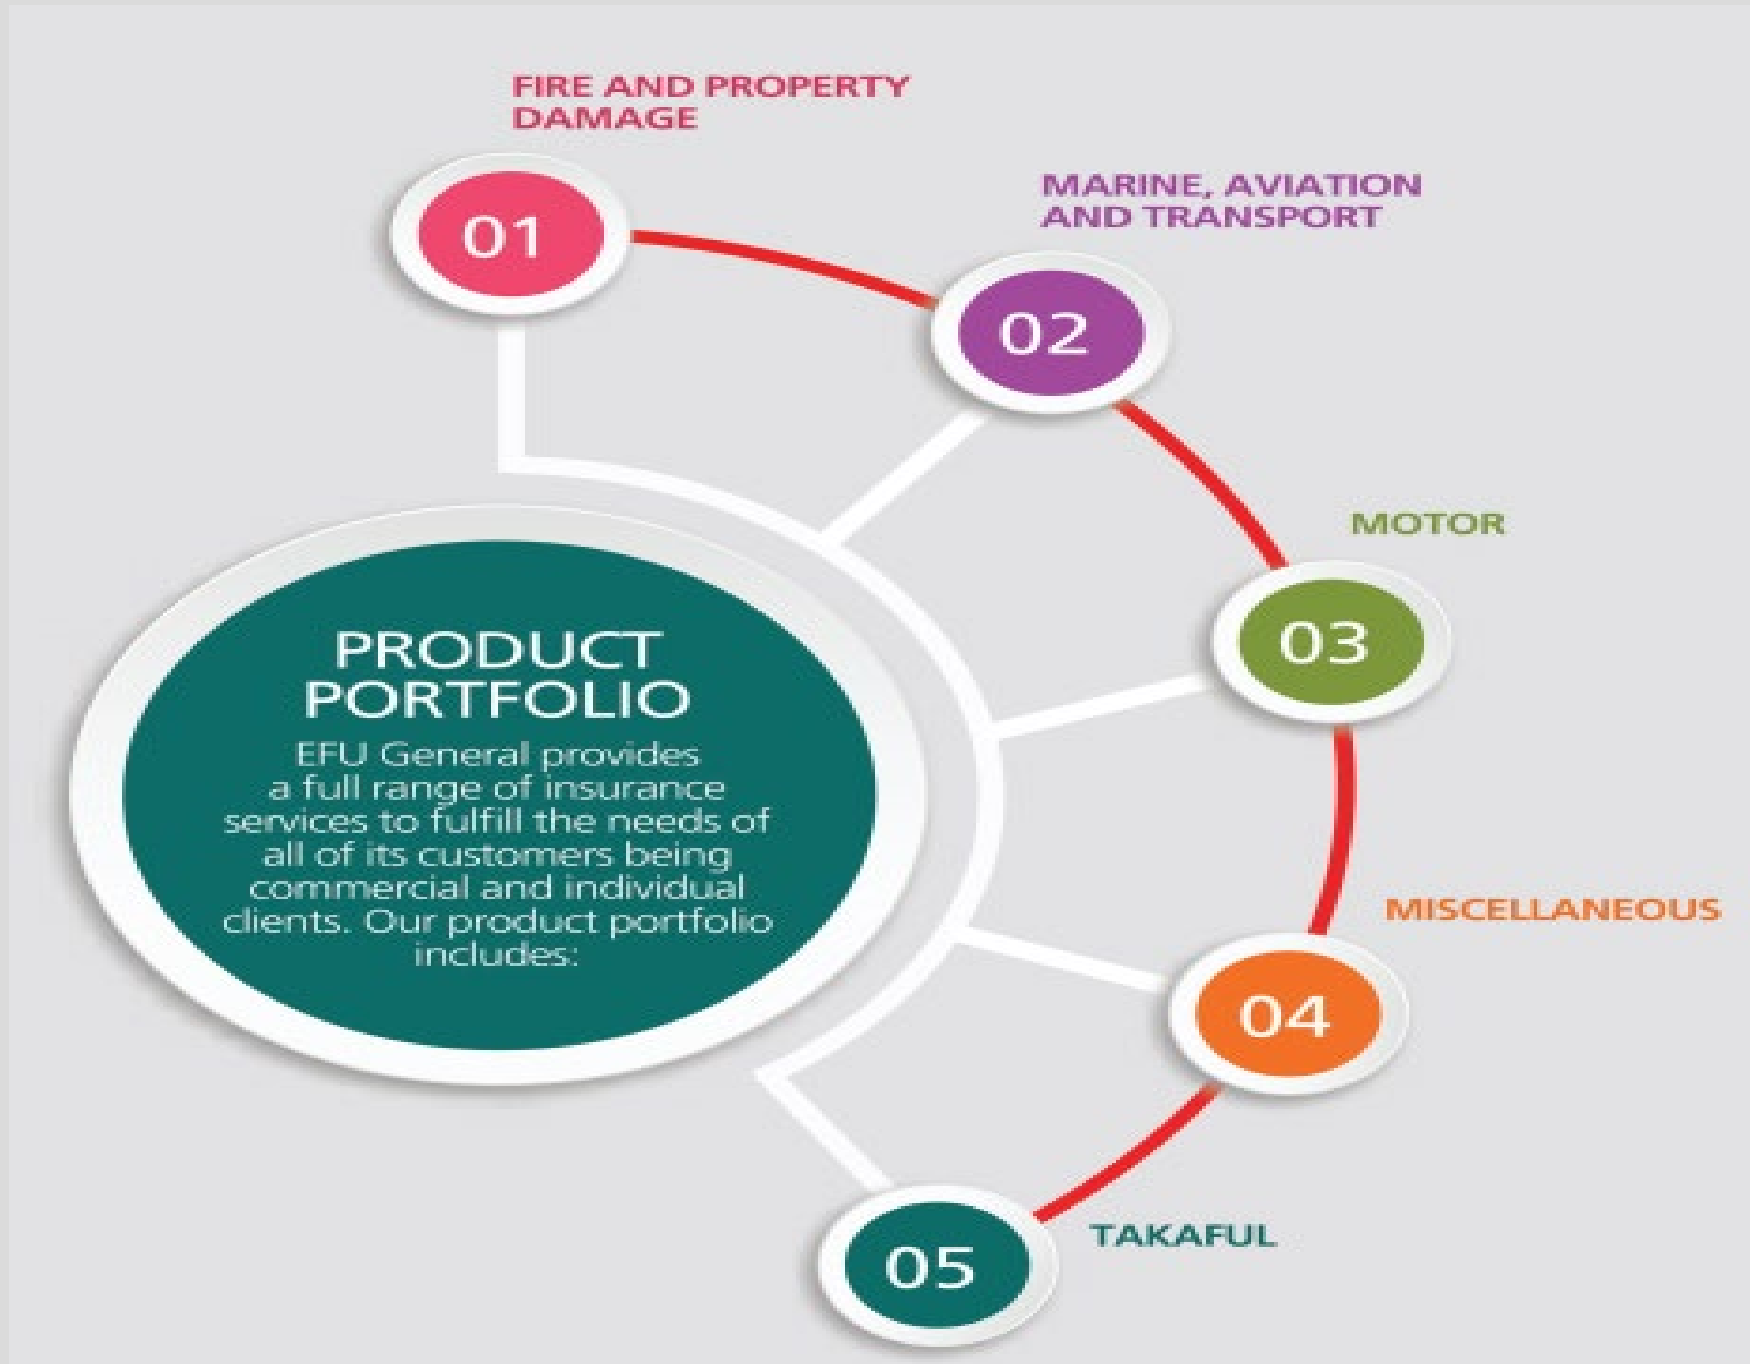 FIRE AND PROPERTY
DAMAGE
01
MARINE, AVIATION
AND TRANSPORT
02
MOTOR
03
PRODUCT
PORTFOLIO
EFU General provides
a full range of insurance
services to fulfill the needs of
all of its customers being
commercial and individual
clients. Our product portfolio
includes:
MISCELLANEOUS
04
TAKAFUL
05